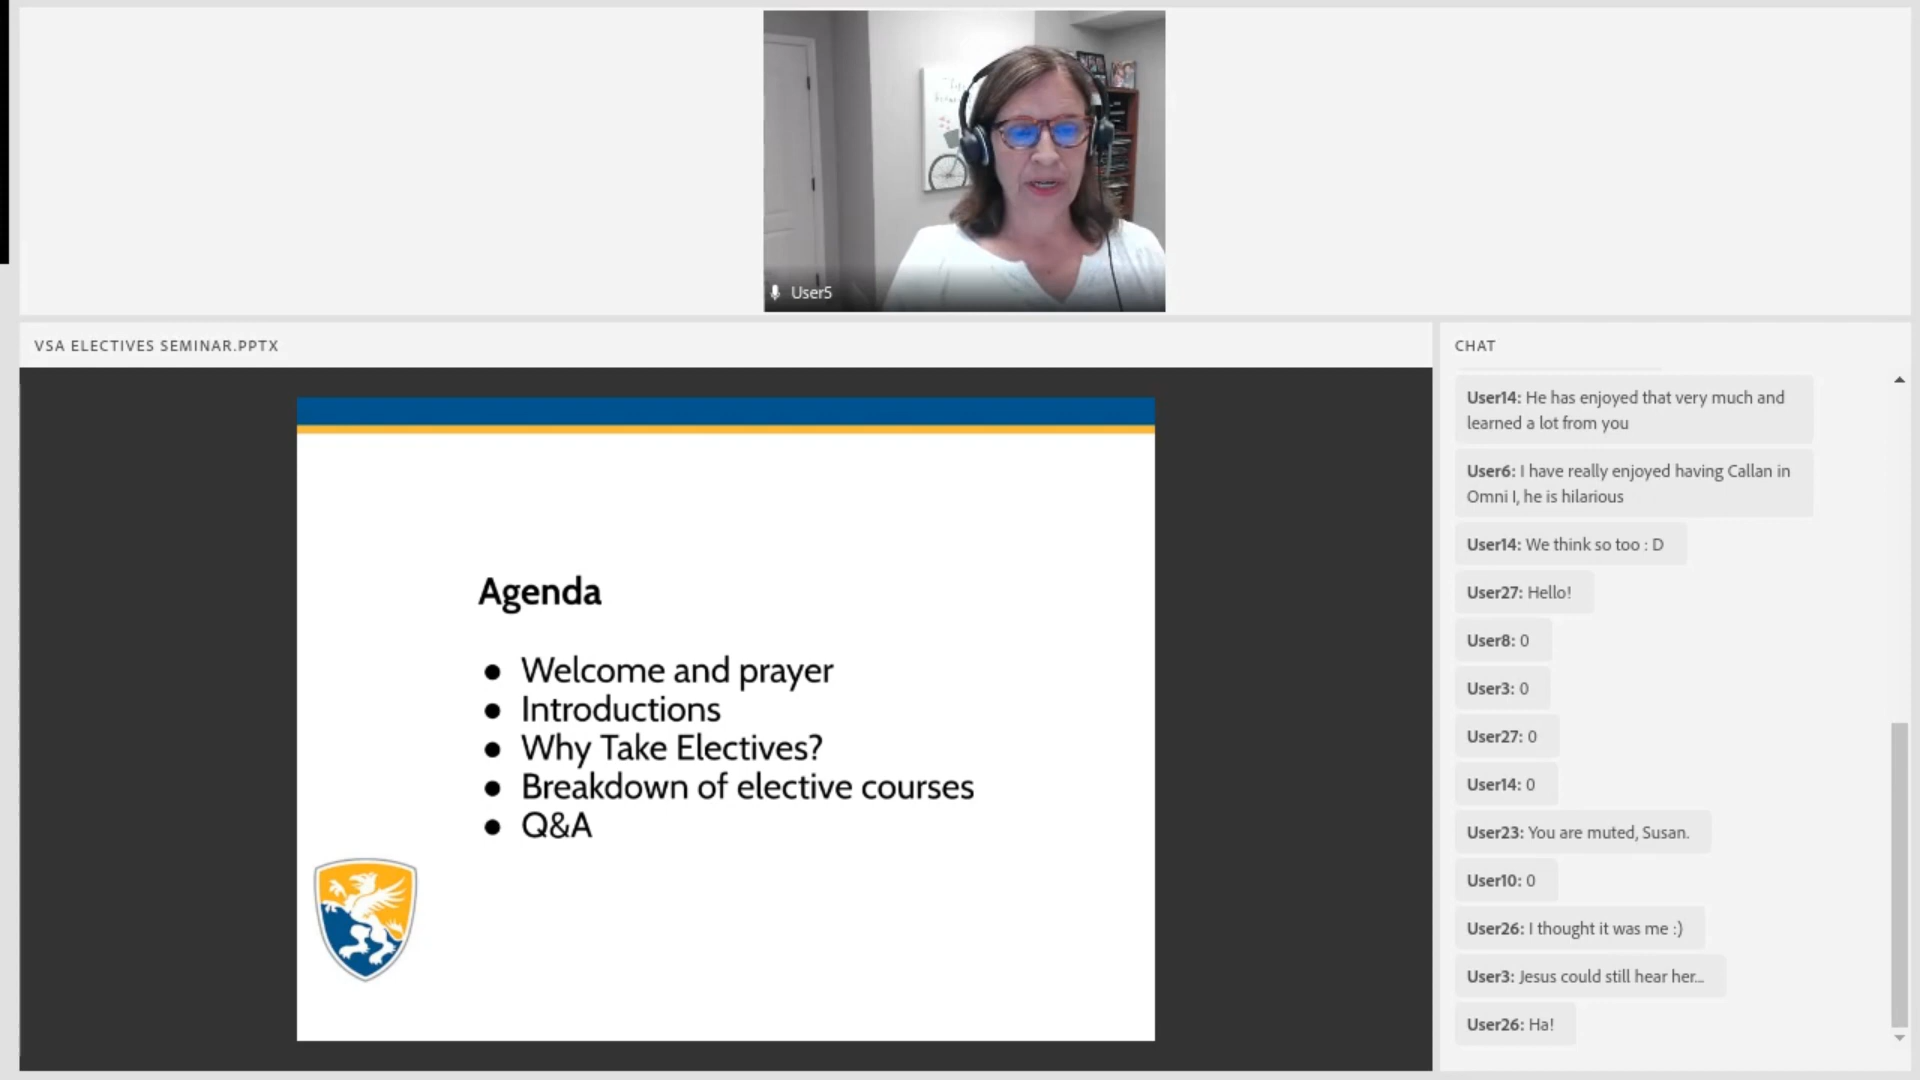 User5
VSA ELECTIVES SEMINAR.PPTX
Agenda
● Welcome and prayer
● Introductions
● Why Take Electives?
● Breakdown of elective courses
● Q&A
CHAT
User14: He has enjoyed that very much and
learned a lot from you
User6: I have really enjoyed having Callan in
Omni I, he is hilarious
User14: We think so too : D
User27: Hello!
User8: 0
User3: 0
User27: 0
User14: 0
User23: You are muted, Susan.
User10: 0
User26: I thought it was me :)
User3: Jesus could still hear her...
User26: Ha!